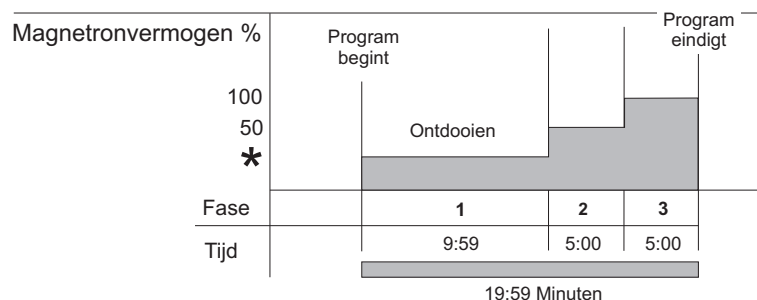 Magnetronvermogen %
Program
begint
Program
eindigt
100
50
*
Ontdooien
Fase 1 2 3
Tijd 9:59 5:00 5:00
19:59 Minuten